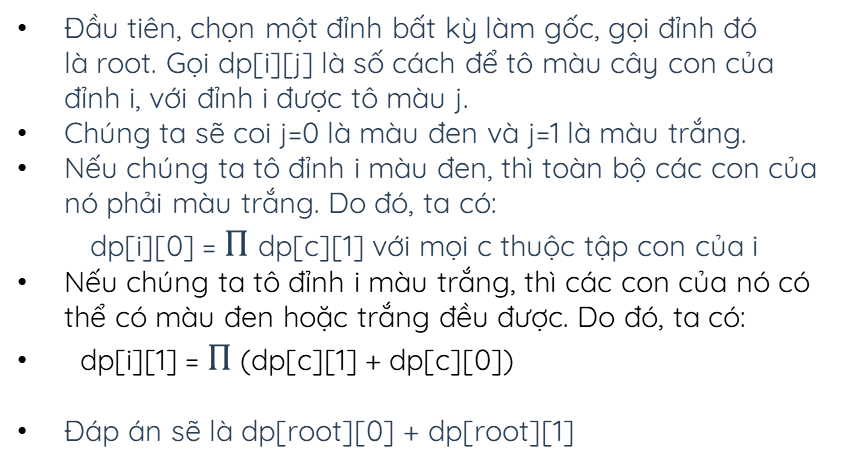 • Đầu tiên, chọn một đỉnh bất kỳ làm gốc, gọi đỉnh đó
là root. Gọi dp[i][j] là số cách để tô màu cây con của
đỉnh i, với đỉnh i được tô màu j.
• Chúng ta sẽ coi j=0 là màu đen và j=1 là màu trắng.
• Nếu chúng ta tô đỉnh i màu đen, thì toàn bộ các con của
nó phải màu trắng. Do đó, ta có:
dp[i][0] = ∏ dp[c][1] với mọi c thuộc tập con của i
• Nếu chúng ta tô đỉnh i màu trắng, thì các con của nó có
thể có màu đen hoặc trắng đều được. Do đó, ta có:
• dp[i][1] = ∏ (dp[c][1] + dp[c][0])
• Đáp án sẽ là dp[root][0] + dp[root][1]